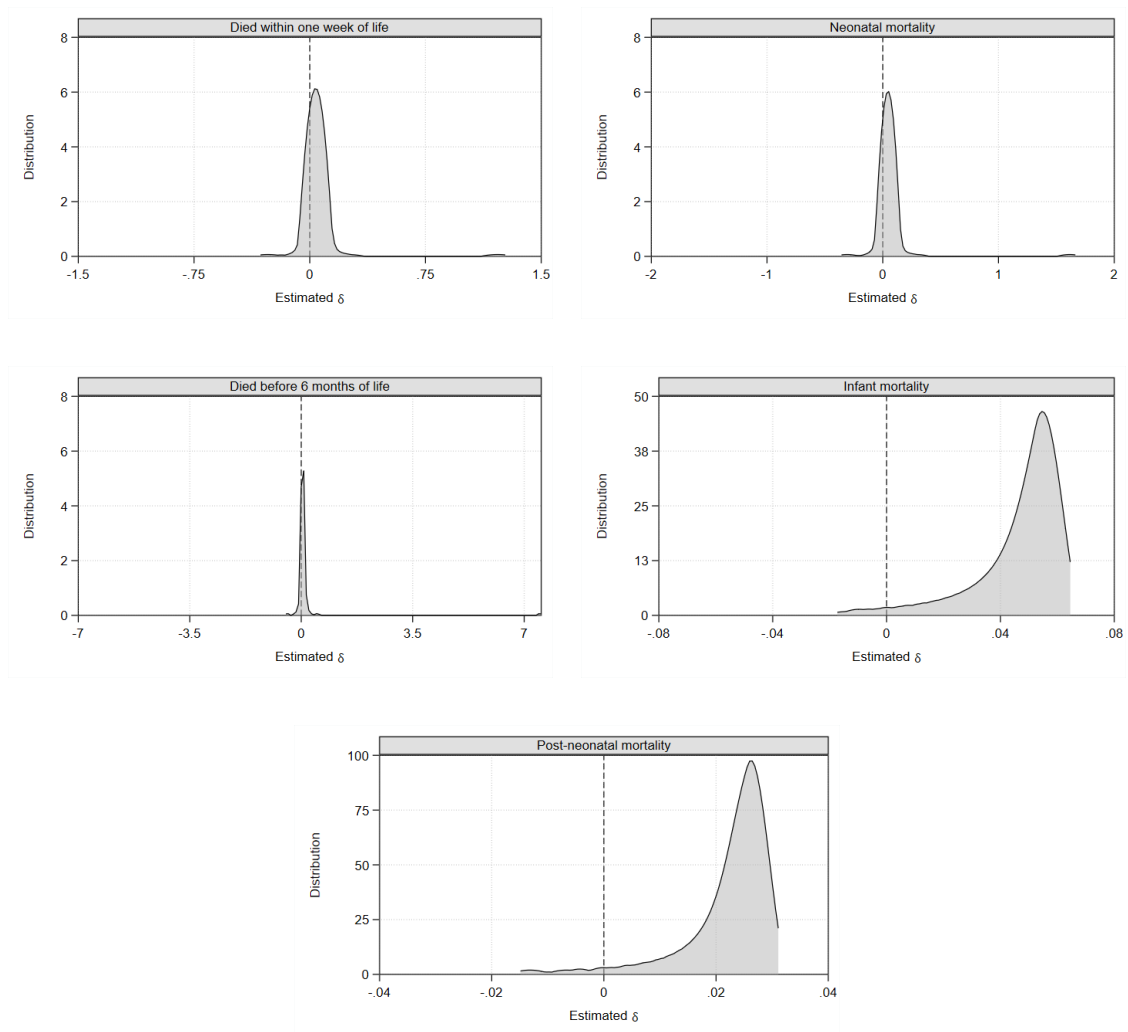 Died within one week of life
8
6
4
2
0
Distribution
-1.5 -.75 0 .75 1.5
Estimated δ
Neonatal mortality
8
6
4
2
0
Distribution
-2 -1 0 1 2
Estimated δ
Died before 6 months of life
8
6
4
2
0
Distribution
-7 -3.5 0 3.5 7
Estimated δ
Infant mortality
50
38
25
13
0
Distribution
-.08 -.04 0 .04 .08
Estimated δ
Post-neonatal mortality
100
75
50
25
0
Distribution
-.04 -.02 0 .02 .04
Estimated δ